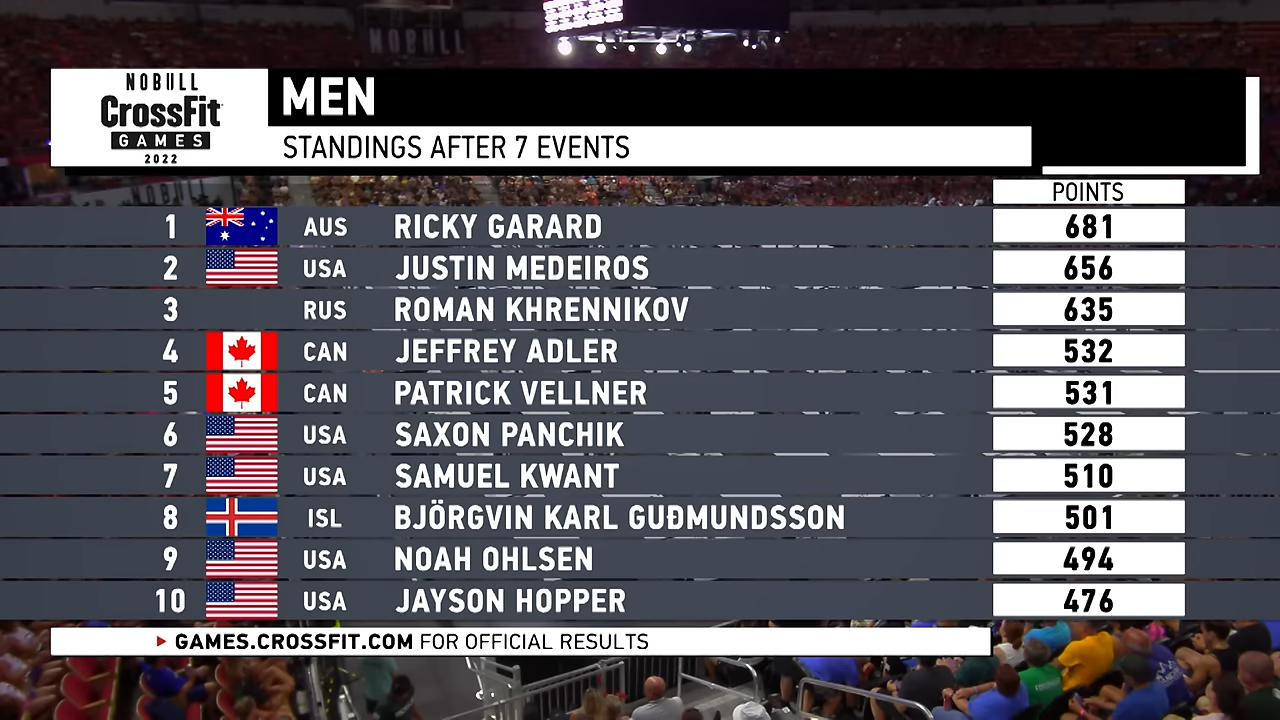 NOBULL
NOBULL
CrossFit
GAMES
2022
MEN
STANDINGS AFTER 7 EVENTS
POINTS
1 AUS RICKY GARARD 681
2 USA JUSTIN MEDEIROS 656
3 RUS ROMAN KHRENNIKOV 635
4 CAN JEFFREY ADLER 532
5 CAN PATRICK VELLNER 531
6 USA SAXON PANCHIK 528
7 USA SAMUEL KWANT 510
8 ISL BJÖRGVIN KARL GUÐMUNDSSON 501
9 USA NOAH OHLSEN 494
10 USA JAYSON HOPPER 476
GAMES.CROSSFIT.COM FOR OFFICIAL RESULTS